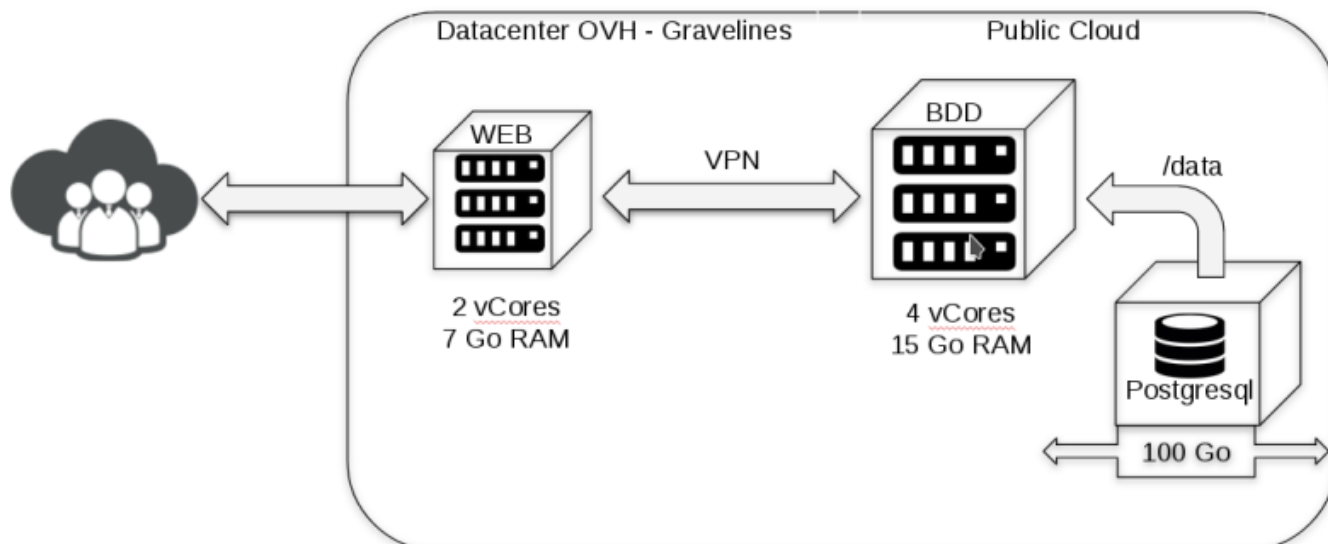 Datacenter OVH - Gravelines
Public Cloud
WEB
BDD
VPN
/data
2 vCores
7 Go RAM
4 vCores
15 Go RAM
Postgresql
100 Go